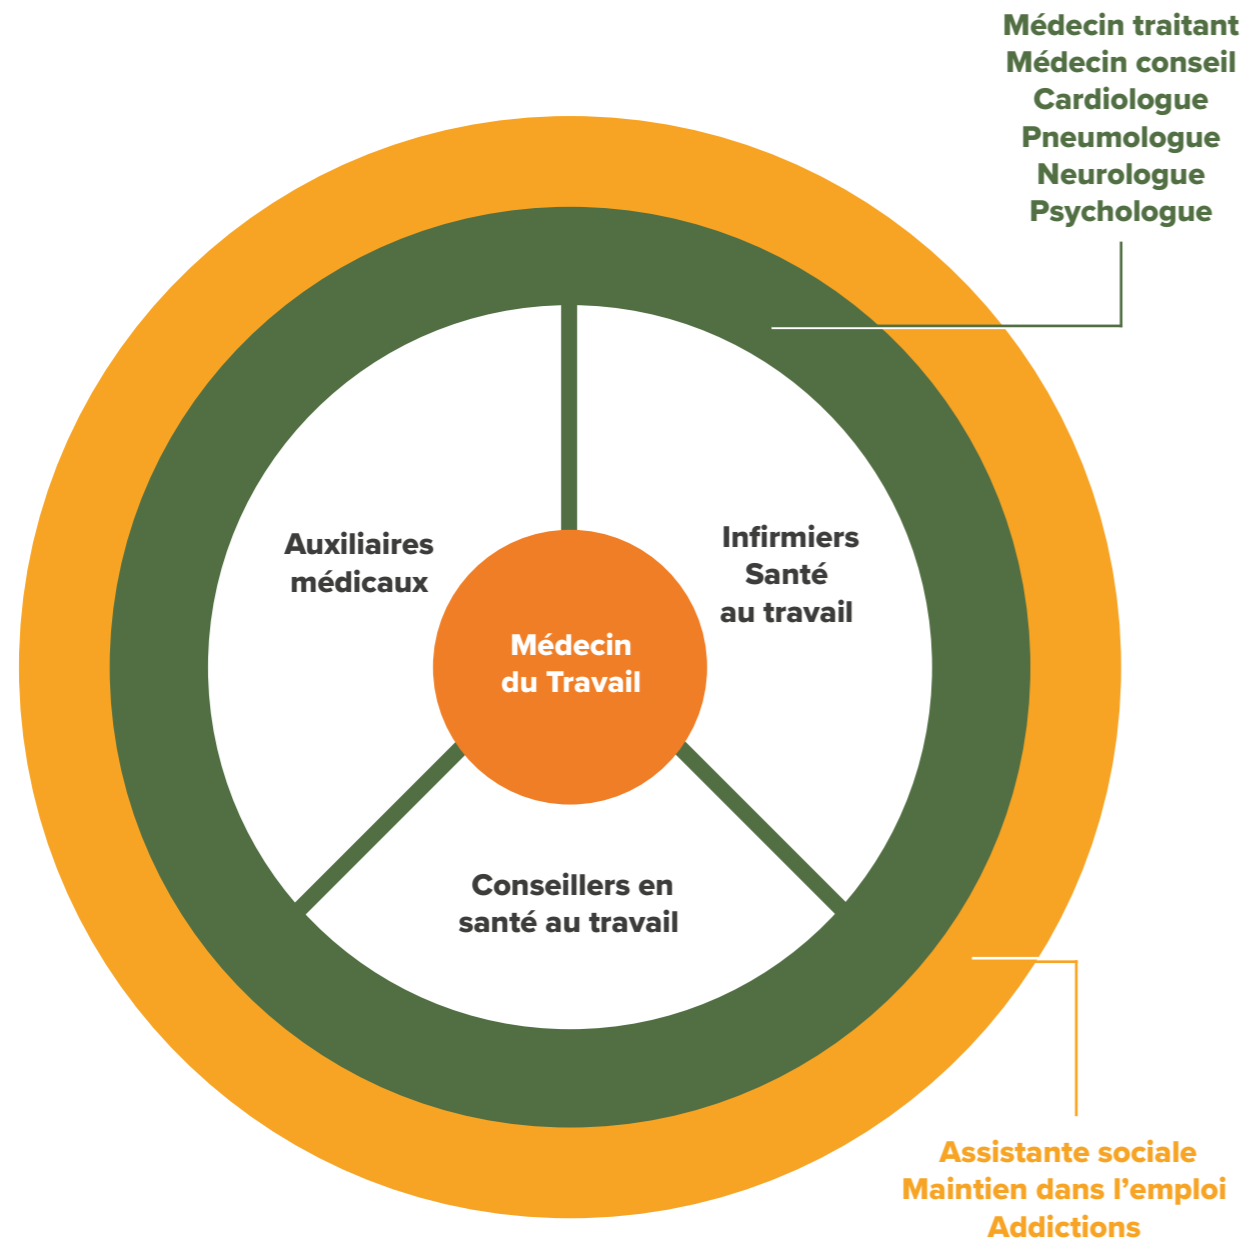 Médecin traitant
Médecin conseil
Cardiologue
Pneumologue
Neurologue
Psychologue
Auxiliaires
médicaux
Infirmiers
Santé
au travail
Médecin
du Travail
Conseillers en
santé au travail
Assistante sociale
Maintien dans l’emploi
Addictions